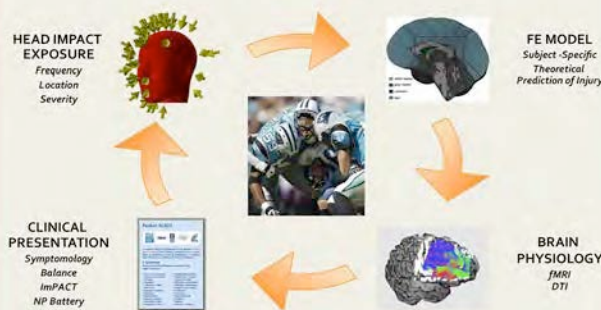 HEAD IMPACT
EXPOSURE
Frequency
Location
Severity
FE MODEL
Subject -Specific
Theoretical
Prediction of Injury
CLINICAL
PRESENTATION
Symptomology
Balance
ImPACT
NP Battery
BRAIN
PHYSIOLOGY
fMRI
DTI